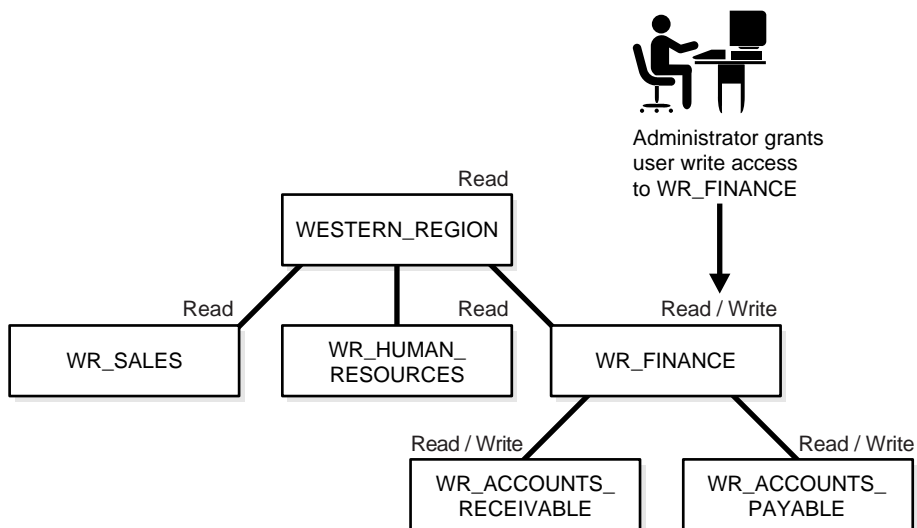 Administrator grants
user write access
to WR_FINANCE
Read
WESTERN_REGION
Read
Read
Read / Write
WR_SALES
WR_HUMAN_
RESOURCES
WR_FINANCE
Read / Write
Read / Write
WR_ACCOUNTS_
RECEIVABLE
WR_ACCOUNTS_
PAYABLE